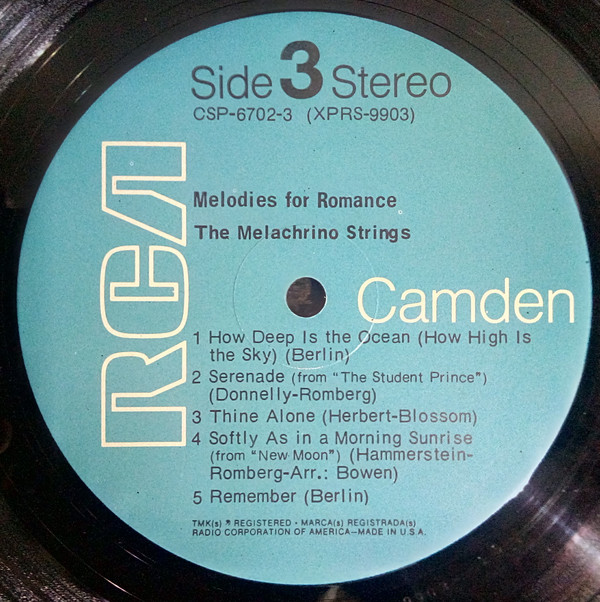 Side 3 Stereo
CSP-6702-3 (XPRS-9903)
RCA
Melodies for Romance
The Melachrino Strings
Camden
1 How Deep Is the Ocean (How High Is
the Sky) (Berlin)
2 Serenade (from "The Student Prince")
(Donnelly-Romberg)
3 Thine Alone (Herbert-Blossom)
4 Softly As in a Morning Sunrise
(from "New Moon") (Hammerstein-
Romberg-Arr.: Bowen)
5 Remember (Berlin)
TMK(s) ® REGISTERED • MARCA(s) REGISTRADA(s)
RADIO CORPORATION OF AMERICA—MADE IN U.S.A.